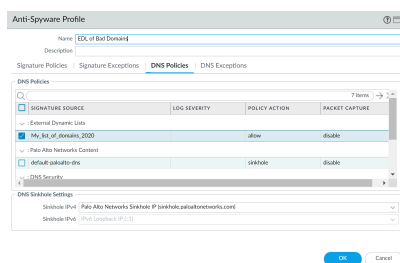 Anti-Spyware Profile
Name EDL of Bad Domains
Description
Signature Policies Signature Exceptions DNS Policies DNS Exceptions
DNS Policies
7 items
SIGNATURE SOURCE LOG SEVERITY POLICY ACTION PACKET CAPTURE
: External Dynamic Lists
My_list_of_domains_2020 allow disable
: Palo Alto Networks Content
default-paloalto-dns sinkhole disable
: DNS Security
DNS Sinkhole Settings
Sinkhole IPv4 Palo Alto Networks Sinkhole IP (sinkhole.paloaltonetworks.com)
Sinkhole IPv6 IPv6 Loopback IP (::1)
OK Cancel